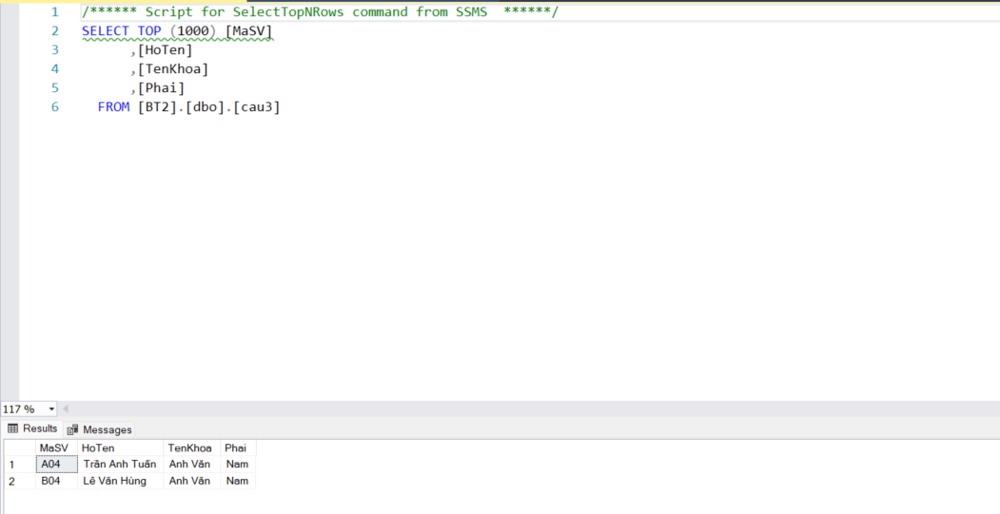 1 /****** Script for SelectTopNRows command from SSMS  ******/
2 SELECT TOP (1000) [MaSV]
3       ,[HoTen]
4       ,[TenKhoa]
5       ,[Phai]
6   FROM [BT2].[dbo].[cau3]
117 %
Results Messages
MaSV HoTen TenKhoa Phai
1 A04 Trần Anh Tuấn Anh Văn Nam
2 B04 Lê Văn Hùng Anh Văn Nam